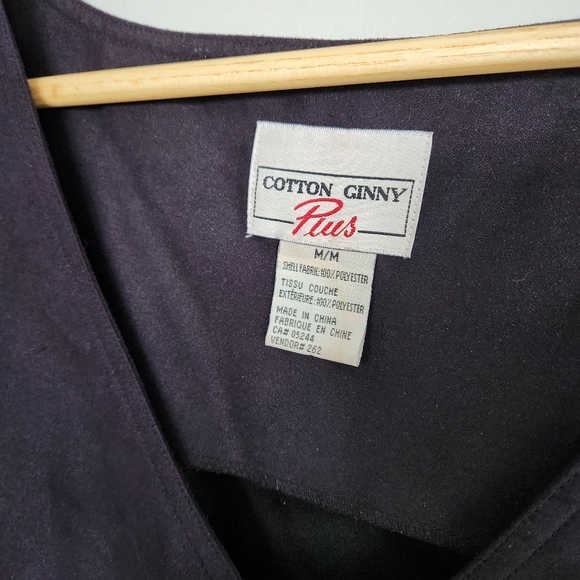 COTTON GINNY
Plus
M/M
SHELL FABRIC:100% POLYESTER
TISSU COUCHE
EXTÉRIEURE:100% POLYESTER
MADE IN CHINA
FABRIQUE EN CHINE
CA# 05244
VENDOR# 262